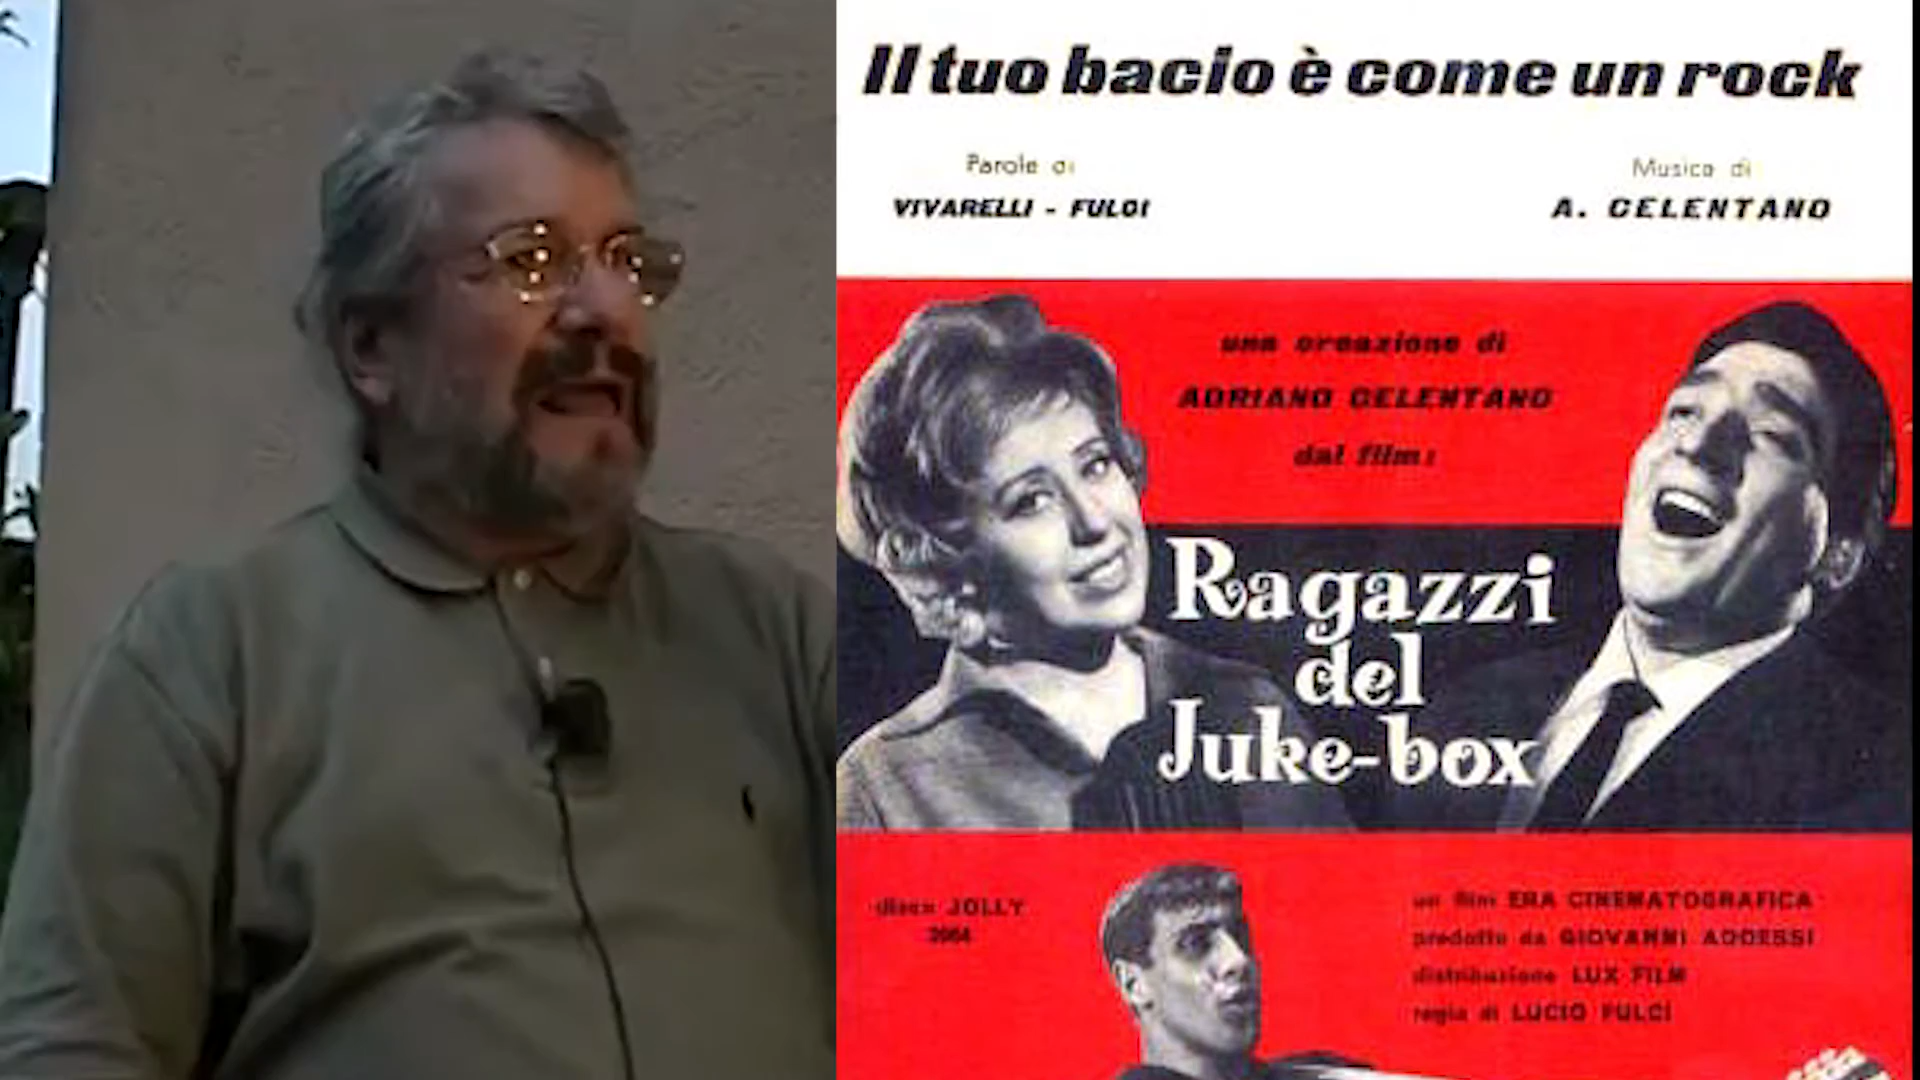 Il tuo bacio è come un rock
Parole di
VIVARELLI - FULCI
Musica di
A. CELENTANO
una creazione di
ADRIANO CELENTANO
dal film:
Ragazzi
del
Juke-box
disco JOLLY
un film ERA CINEMATOGRAFICA
prodotto da GIOVANNI ADDESSI
distribuzione LUX FILM
regia di LUCIO FULCI